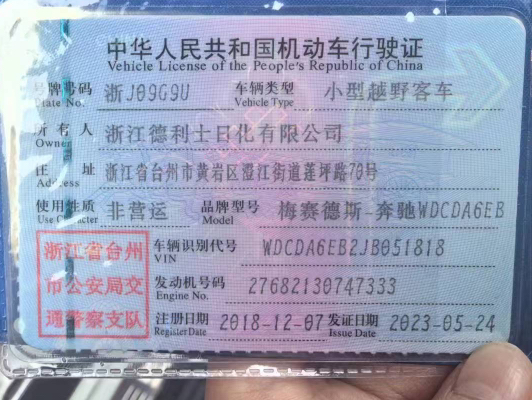 中华人民共和国机动车行驶证
Vehicle License of the People's Republic of China
号牌号码 浙J09G9U 车辆类型 小型越野客车
Plate No. Vehicle Type
所有人 浙江德利士日化有限公司
Owner
住址 浙江省台州市黄岩区澄江街道莲坪路70号
Address
使用性质 非营运 品牌型号 梅赛德斯-奔驰WDCDA6EB
Use Character Model
浙江省台州
市公安局交
通警察支队
车辆识别代号 WDCDA6EB2JB051818
VIN
发动机号码 27682130747333
Engine No.
注册日期 2018-12-07 发证日期 2023-05-24
Register Date Issue Date